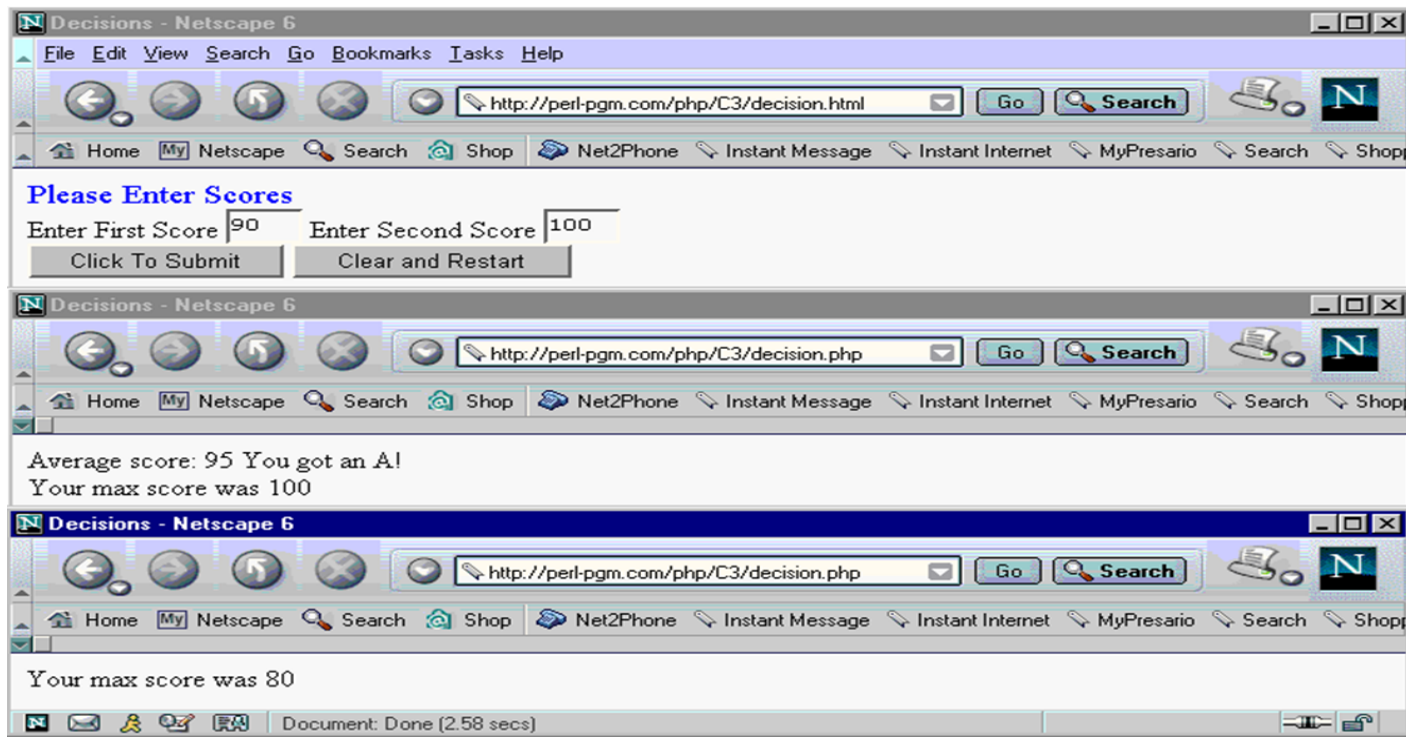 Decisions - Netscape 6
File Edit View Search Go Bookmarks Tasks Help
http://perl-pgm.com/php/C3/decision.html Go Search N
Home My Netscape Search Shop Net2Phone Instant Message Instant Internet MyPresario Search Shopp
Please Enter Scores
Enter First Score 90 Enter Second Score 100
Click To Submit Clear and Restart
N Decisions - Netscape 6
http://perl-pgm.com/php/C3/decision.php Go Search N
Home My Netscape Search Shop Net2Phone Instant Message Instant Internet MyPresario Search Shopp
Average score: 95 You got an A!
Your max score was 100
N Decisions - Netscape 6
http://perl-pgm.com/php/C3/decision.php Go Search N
Home My Netscape Search Shop Net2Phone Instant Message Instant Internet MyPresario Search Shopp
Your max score was 80
N Document: Done (2.58 secs)